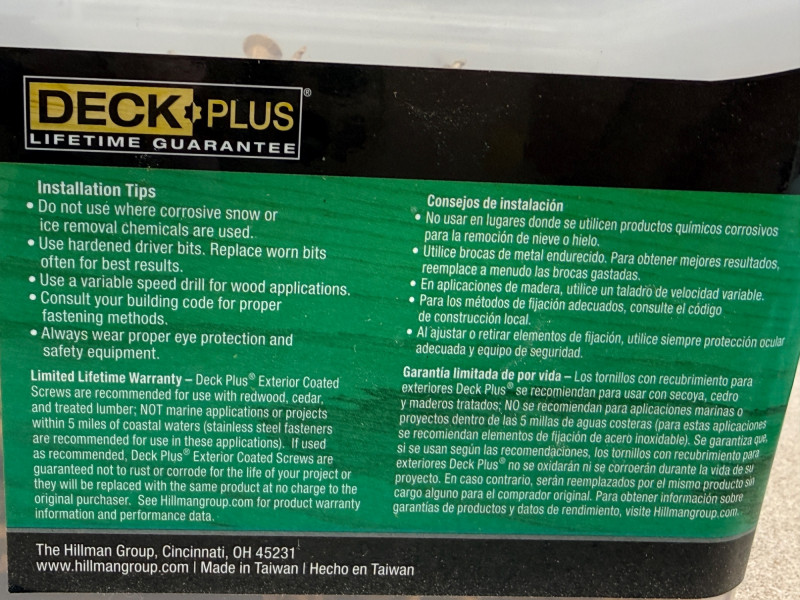 DECK PLUS®
LIFETIME GUARANTEE
Installation Tips
• Do not use where corrosive snow or
ice removal chemicals are used.
• Use hardened driver bits. Replace worn bits
often for best results.
• Use a variable speed drill for wood applications.
• Consult your building code for proper
fastening methods.
• Always wear proper eye protection and
safety equipment.
Limited Lifetime Warranty – Deck Plus® Exterior Coated
Screws are recommended for use with redwood, cedar,
and treated lumber; NOT marine applications or projects
within 5 miles of coastal waters (stainless steel fasteners
are recommended for use in these applications). If used
as recommended, Deck Plus® Exterior Coated Screws are
guaranteed not to rust or corrode for the life of your project or
they will be replaced with the same product at no charge to the
original purchaser. See Hillmangroup.com for product warranty
information and performance data.
Consejos de instalación
• No usar en lugares donde se utilicen productos químicos corrosivos
para la remoción de nieve o hielo.
• Utilice brocas de metal endurecido. Para obtener mejores resultados,
reemplace a menudo las brocas gastadas.
• En aplicaciones de madera, utilice un taladro de velocidad variable.
• Para los métodos de fijación adecuados, consulte el código
de construcción local.
• Al ajustar o retirar elementos de fijación, utilice siempre protección ocular
adecuada y equipo de seguridad.
Garantía limitada de por vida – Los tornillos con recubrimiento para
exteriores Deck Plus® se recomiendan para usar con secoya, cedro
y maderos tratados; NO se recomiendan para aplicaciones marinas o
proyectos dentro de las 5 millas de aguas costeras (para estas aplicaciones
se recomiendan elementos de fijación de acero inoxidable). Se garantiza que,
si se usan según las recomendaciones, los tornillos con recubrimiento para
exteriores Deck Plus® no se oxidarán ni se corroerán durante la vida de su
proyecto. En caso contrario, serán reemplazados por el mismo producto sin
cargo alguno para el comprador original. Para obtener información sobre
garantías de productos y datos de rendimiento, visite Hillmangroup.com.
The Hillman Group, Cincinnati, OH 45231
www.hillmangroup.com | Made in Taiwan | Hecho en Taiwan